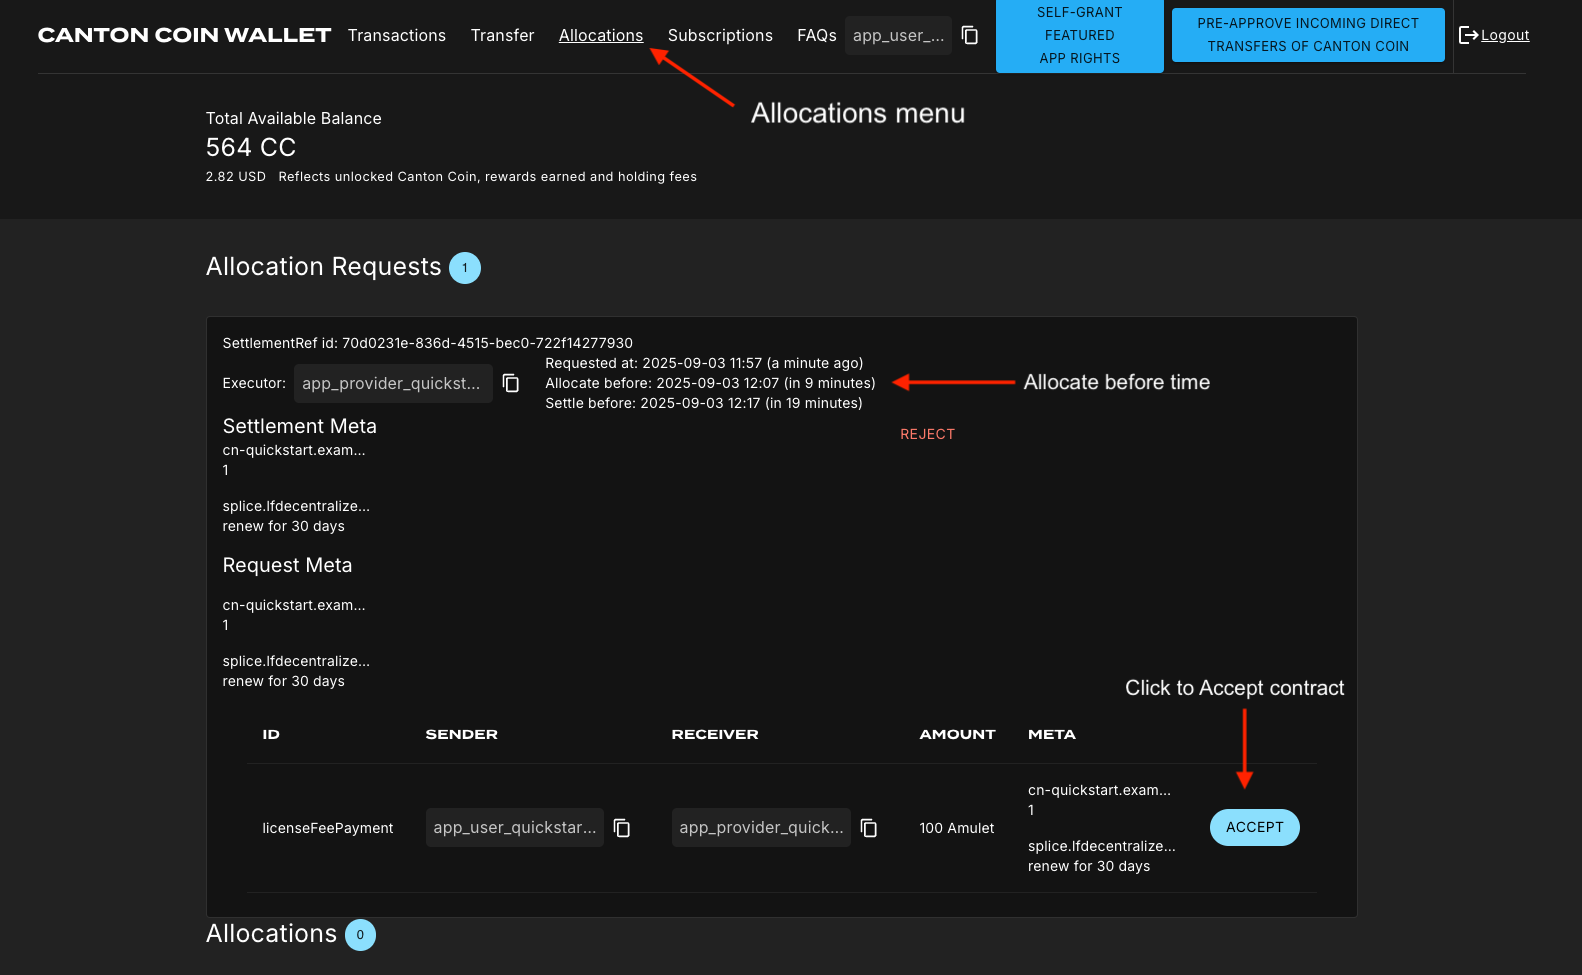 CANTON COIN WALLET Transactions Transfer Allocations Subscriptions FAQs app_user_...
SELF-GRANT
FEATURED
APP RIGHTS
PRE-APPROVE INCOMING DIRECT
TRANSFERS OF CANTON COIN
Logout
Allocations menu
Total Available Balance
564 CC
2.82 USD Reflects unlocked Canton Coin, rewards earned and holding fees
Allocation Requests 1
SettlementRef id: 70d0231e-836d-4515-bec0-722f14277930
Executor: app_provider_quickst...
Requested at: 2025-09-03 11:57 (a minute ago)
Allocate before: 2025-09-03 12:07 (in 9 minutes)
Settle before: 2025-09-03 12:17 (in 19 minutes)
Allocate before time
Settlement Meta
REJECT
cn-quickstart.exam...
1
splice.lfdecentralize...
renew for 30 days
Request Meta
cn-quickstart.exam...
1
splice.lfdecentralize...
renew for 30 days
Click to Accept contract
ID SENDER RECEIVER AMOUNT META
licenseFeePayment app_user_quickstar... app_provider_quick... 100 Amulet
cn-quickstart.exam...
1
splice.lfdecentralize...
renew for 30 days
ACCEPT
Allocations 0